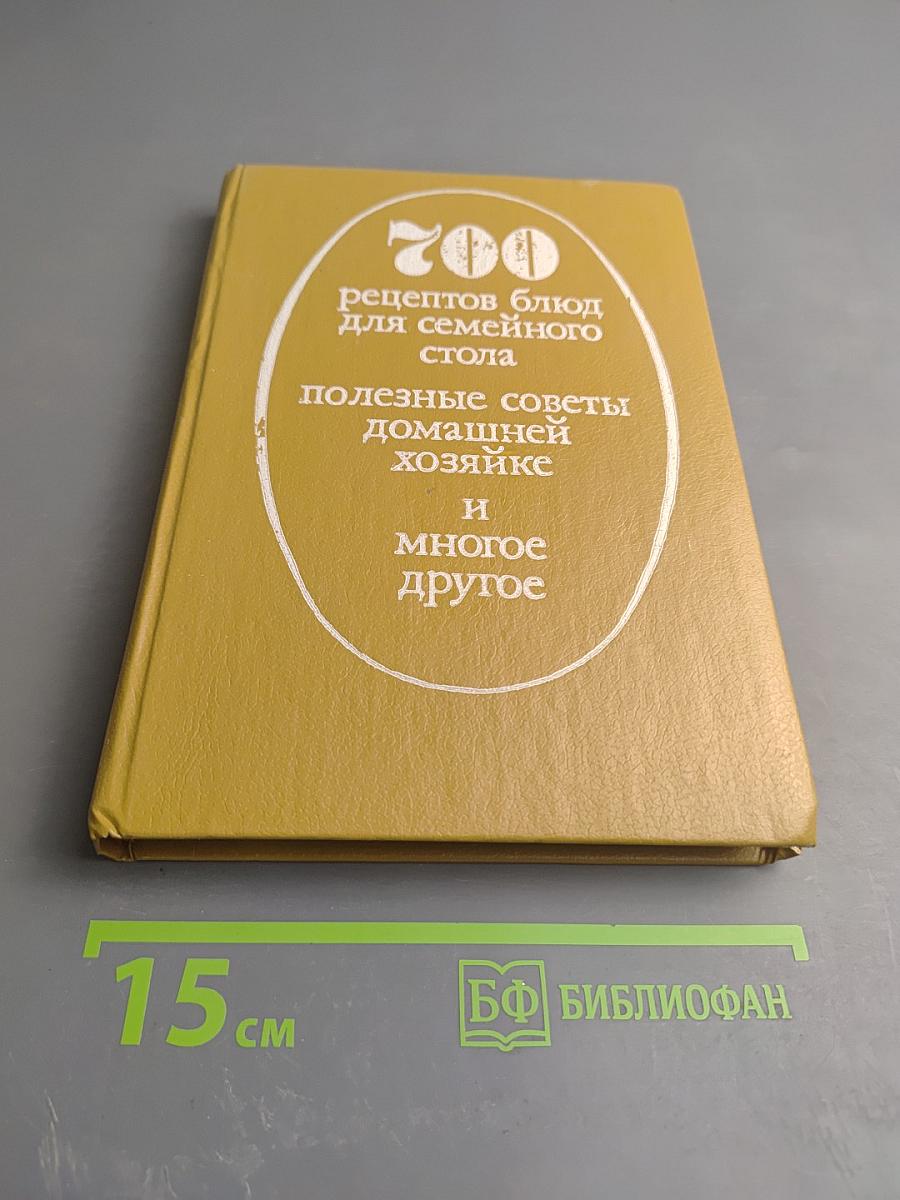 700
рецептов блюд
для семейного
стола
полезные советы
домашней
хозяйке
и
многое
другое
15 см
БФ БИБЛИОФАН